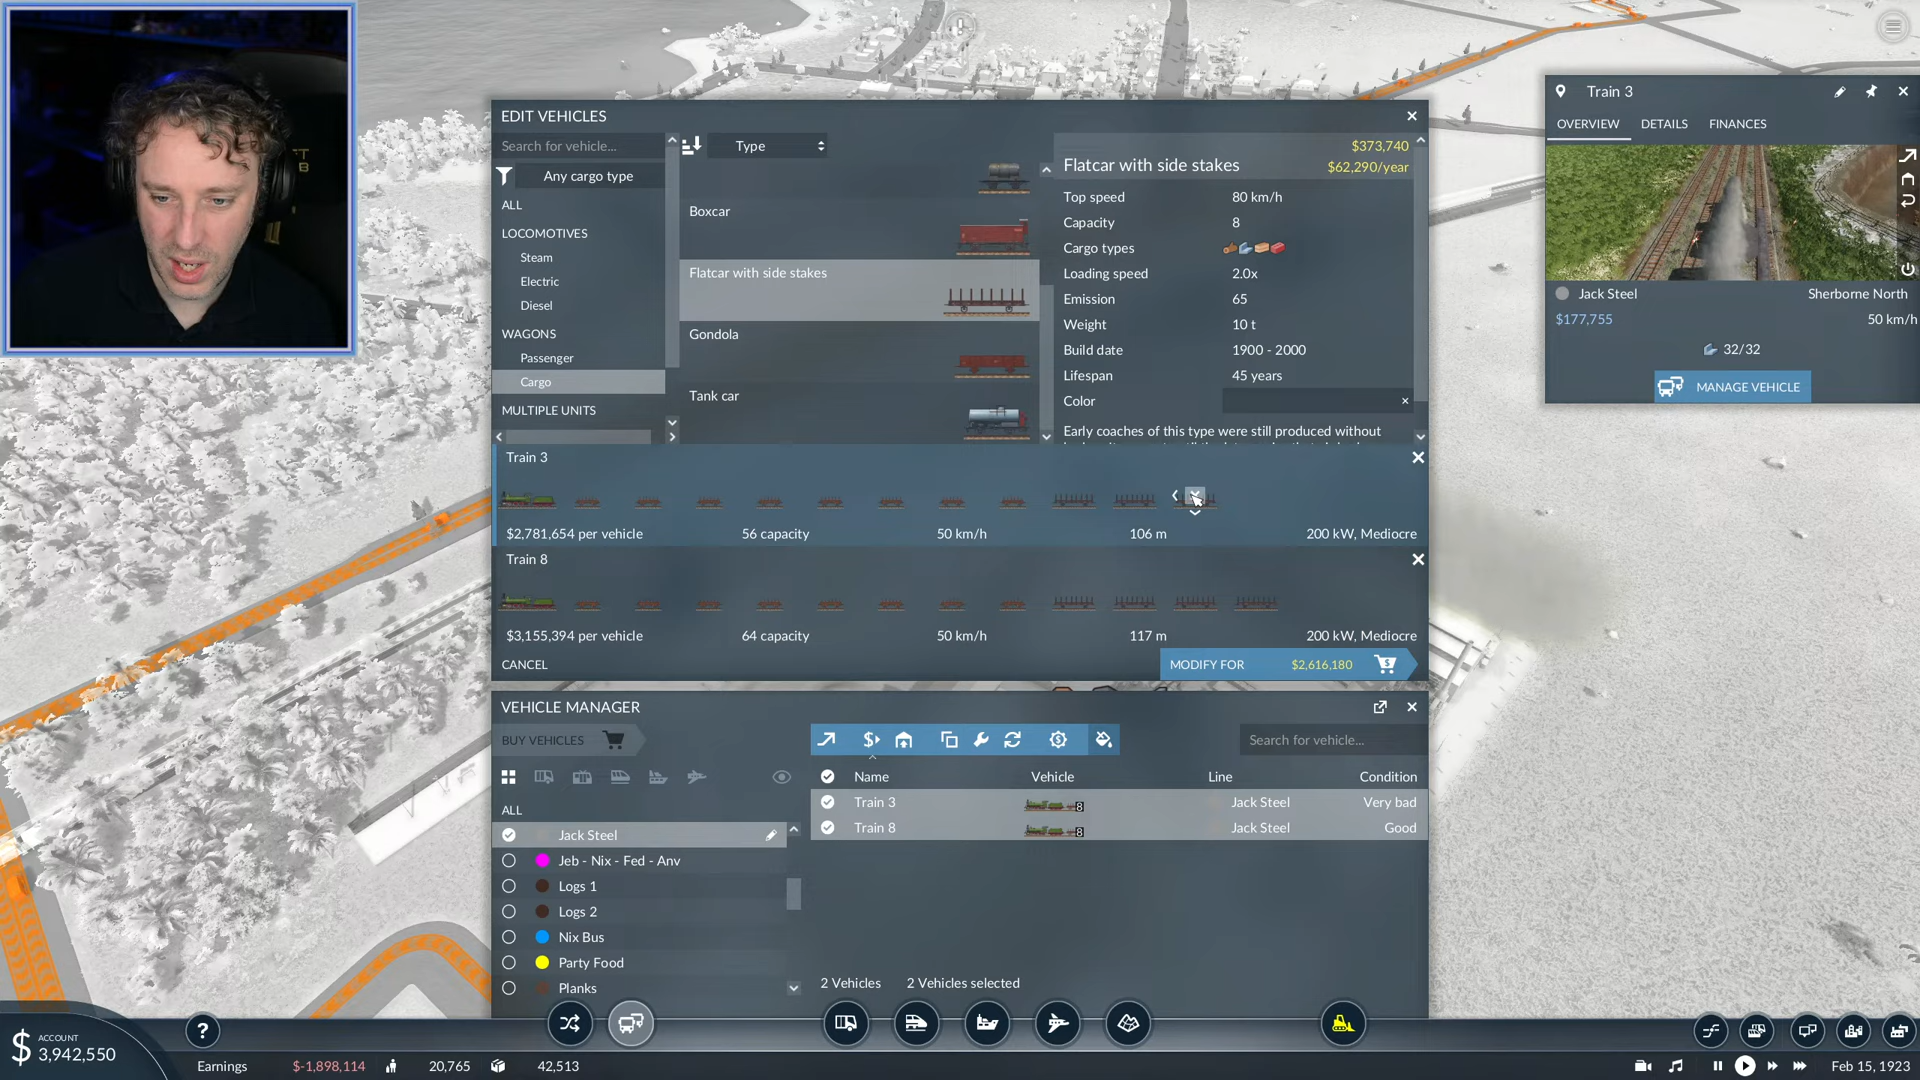 EDIT VEHICLES
Search for vehicle...
Type
Any cargo type
ALL
LOCOMOTIVES
Steam
Electric
Diesel
WAGONS
Passenger
Cargo
MULTIPLE UNITS
Boxcar
Flatcar with side stakes
Gondola
Tank car
$373,740
Flatcar with side stakes
$62,290/year
Top speed 80 km/h
Capacity 8
Cargo types
Loading speed 2.0x
Emission 65
Weight 10 t
Build date 1900 - 2000
Lifespan 45 years
Color
Early coaches of this type were still produced without
Train 3
$2,781,654 per vehicle 56 capacity 50 km/h 106 m 200 kW, Mediocre
Train 8
$3,155,394 per vehicle 64 capacity 50 km/h 117 m 200 kW, Mediocre
CANCEL
MODIFY FOR $2,616,180
Train 3
OVERVIEW DETAILS FINANCES
Jack Steel Sherborne North
$177,755 50 km/h
32/32
MANAGE VEHICLE
VEHICLE MANAGER
BUY VEHICLES
Search for vehicle...
ALL
Jack Steel
Jeb - Nix - Fed - Anv
Logs 1
Logs 2
Nix Bus
Party Food
Planks
Name Vehicle Line Condition
Train 3 8 Jack Steel Very bad
Train 8 8 Jack Steel Good
2 Vehicles 2 Vehicles selected
$ ACCOUNT
3,942,550
?
Earnings $-1,898,114 20,765 42,513
Feb 15, 1923